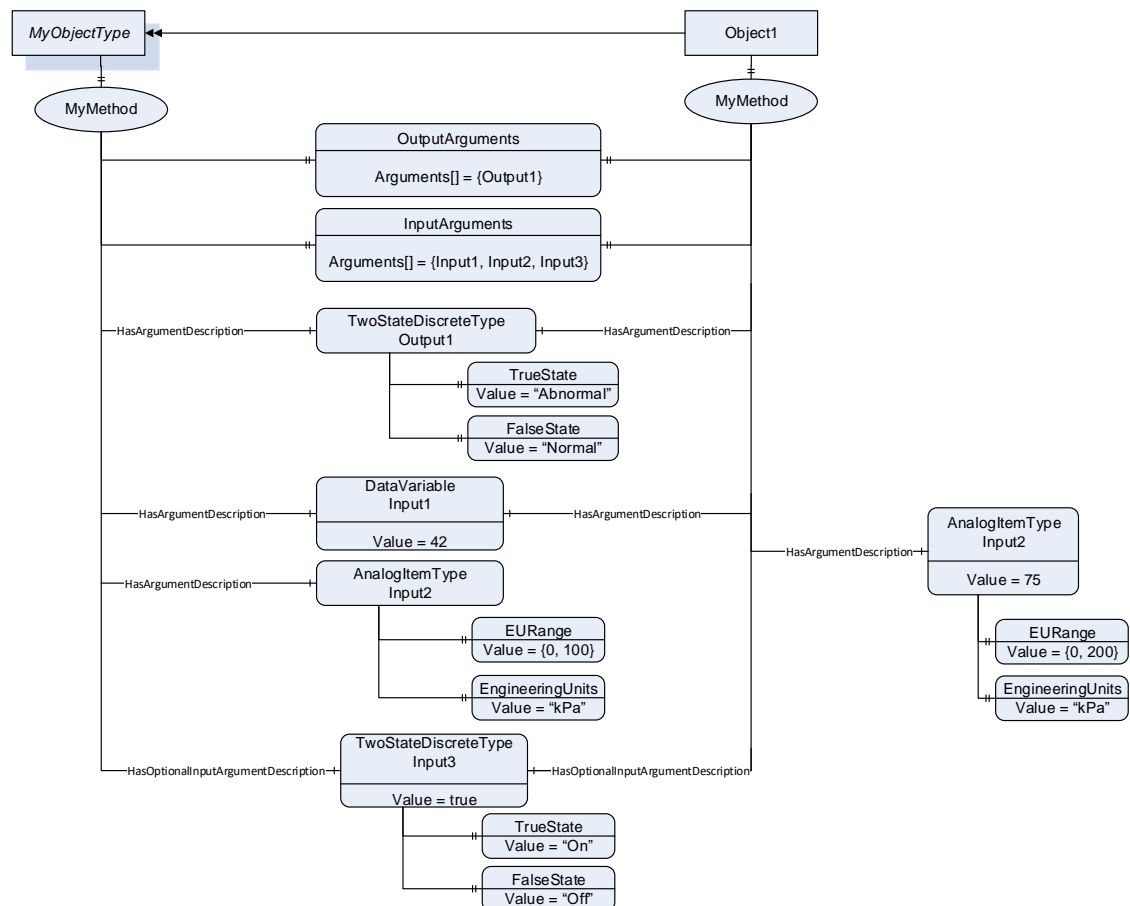 MyObjectType
Object1
MyMethod
MyMethod
OutputArguments
Arguments[] = {Output1}
InputArguments
Arguments[] = {Input1, Input2, Input3}
HasArgumentDescription
TwoStateDiscreteType
Output1
HasArgumentDescription
TrueState
Value = “Abnormal”
FalseState
Value = “Normal”
HasArgumentDescription
DataVariable
Input1
Value = 42
HasArgumentDescription
HasArgumentDescription
AnalogItemType
Input2
Value = 75
EURange
Value = {0, 200}
EngineeringUnits
Value = “kPa”
HasArgumentDescription
AnalogItemType
Input2
EURange
Value = {0, 100}
EngineeringUnits
Value = “kPa”
HasOptionalInputArgumentDescription
TwoStateDiscreteType
Input3
Value = true
HasOptionalInputArgumentDescription
TrueState
Value = “On”
FalseState
Value = “Off”